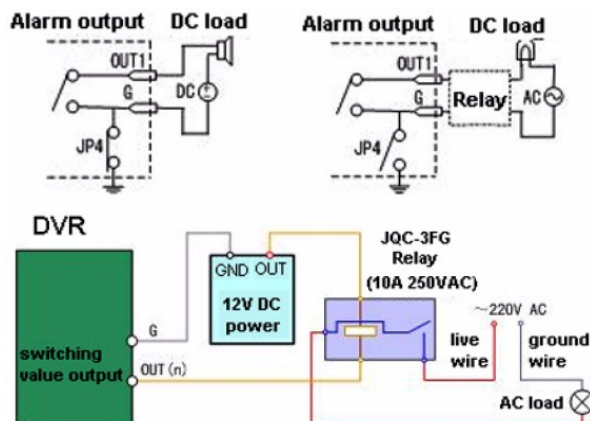 Alarm output DC load
OUT1
G
DC
JP4
Alarm output DC load
OUT1
G
Relay
AC
JP4
DVR
switching
value output
G
OUT(n)
GND OUT
12V DC
power
JQC-3FG
Relay
(10A 250VAC)
~220V AC
live
wire
ground
wire
AC load